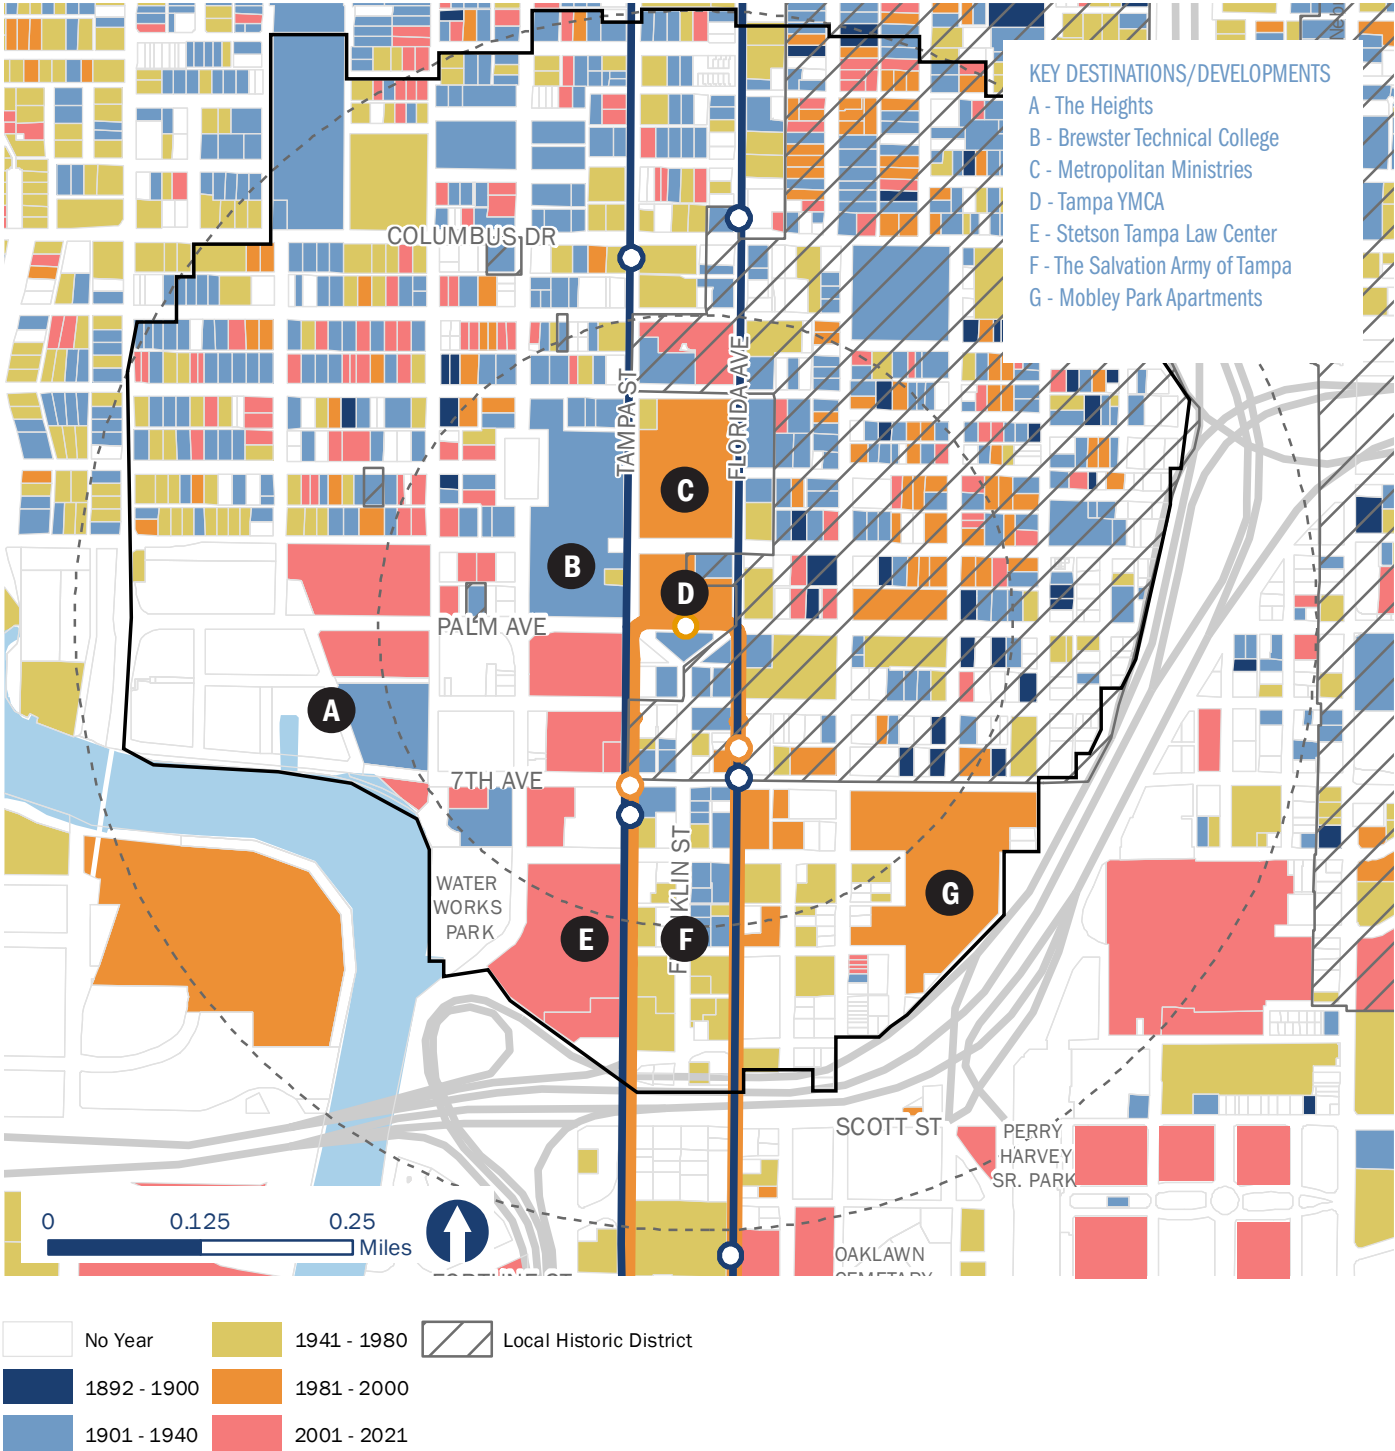 KEY DESTINATIONS/DEVELOPMENTS
A - The Heights
B - Brewster Technical College
C - Metropolitan Ministries
D - Tampa YMCA
E - Stetson Tampa Law Center
F - The Salvation Army of Tampa
G - Mobley Park Apartments
COLUMBUS DR
TAMPA ST
FLORIDA AVE
C
B
D
PALM AVE
A
7TH AVE
KLIN ST
WATER
WORKS
PARK
G
E
F
SCOTT ST
PERRY
HARVEY
SR. PARK
0
0.125
0.25
Miles
OAKLAWN
No Year
1892 - 1900
1901 - 1940
1941 - 1980
1981 - 2000
2001 - 2021
Local Historic District